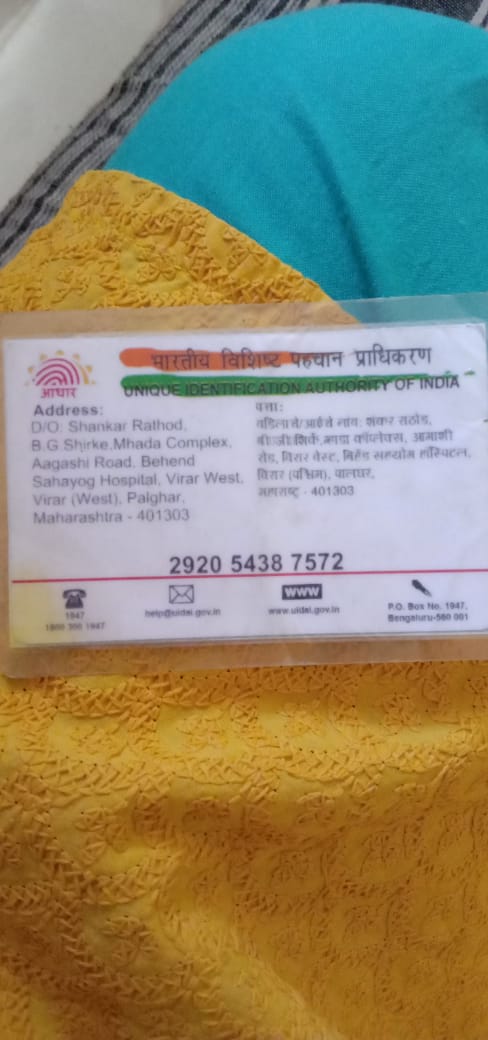 भारतीय विशिष्ट पहचान प्राधिकरण
UNIQUE IDENTIFICATION AUTHORITY OF INDIA
आधार
Address:
D/O: Shankar Rathod,
B.G.Shirke,Mhada Complex,
Aagashi Road, Behend
Sahayog Hospital, Virar West,
Virar (West), Palghar,
Maharashtra - 401303
पत्ता:
वडिलाचे/आईचे नाव: शंकर राठोड,
आगाशी
रोड, विरार वेस्ट, सहयोग हॉस्पिटल,
विरार (पश्चिम), पालघर,
महाराष्ट्र - 401303
2920 5438 7572
1947
1800 300 1947
help@uidai.gov.in
www
www.uidai.gov.in
P.O. Box No. 1947,
Bengaluru-560 001